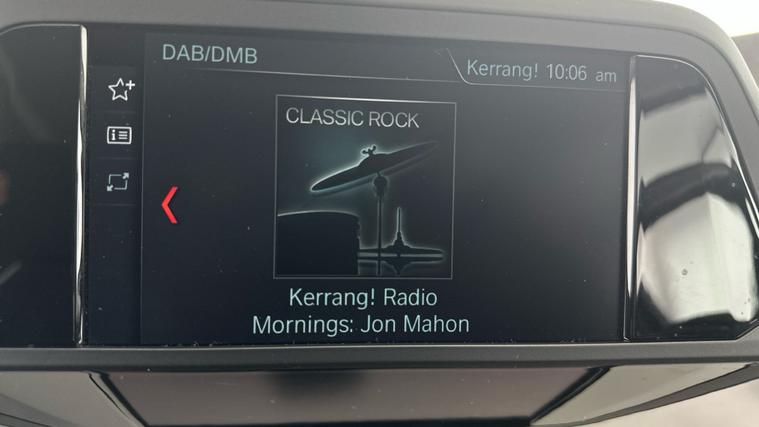 DAB/DMB
Kerrang! 10:06 am
CLASSIC ROCK
Kerrang! Radio
Mornings: Jon Mahon